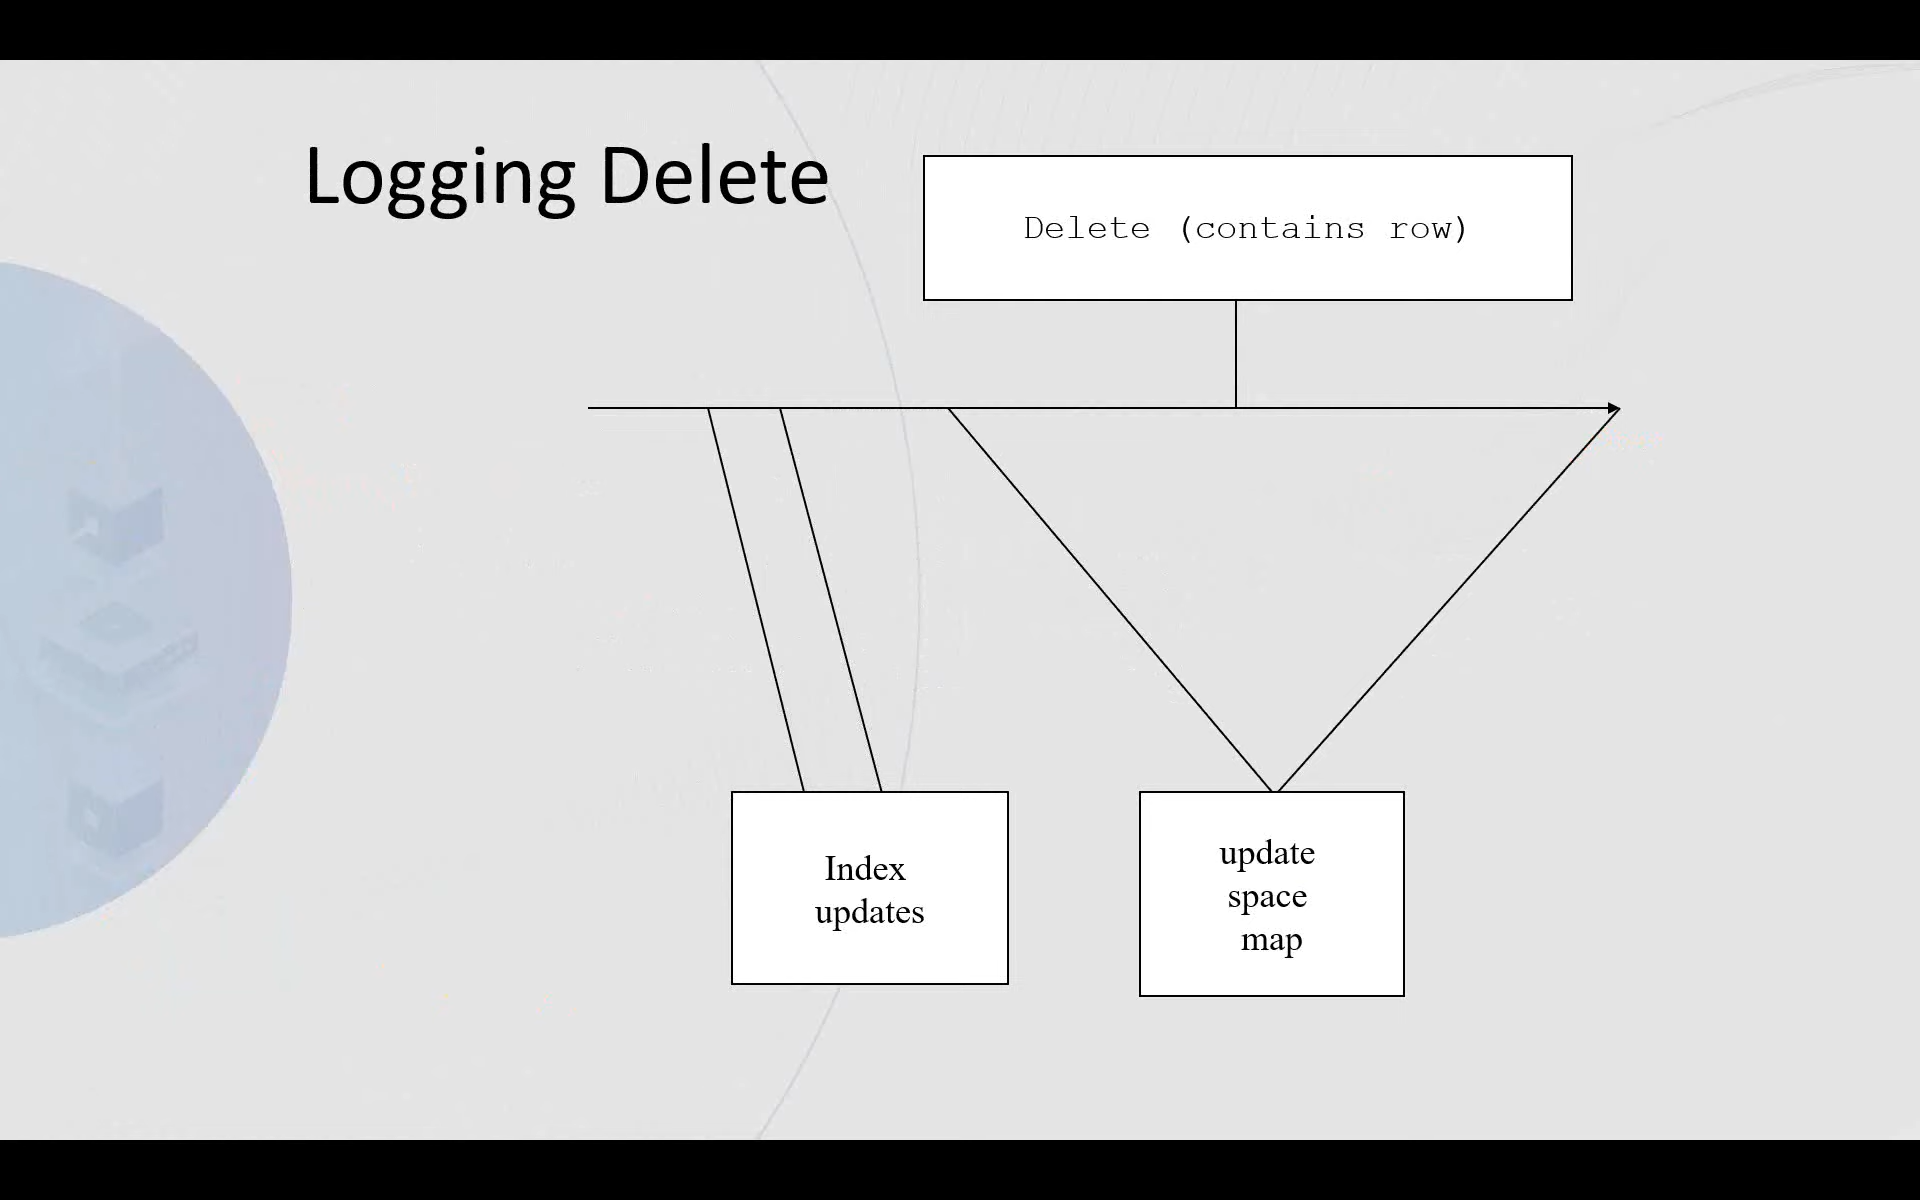 Logging Delete
Delete (contains row)
Index
updates
update
space
map